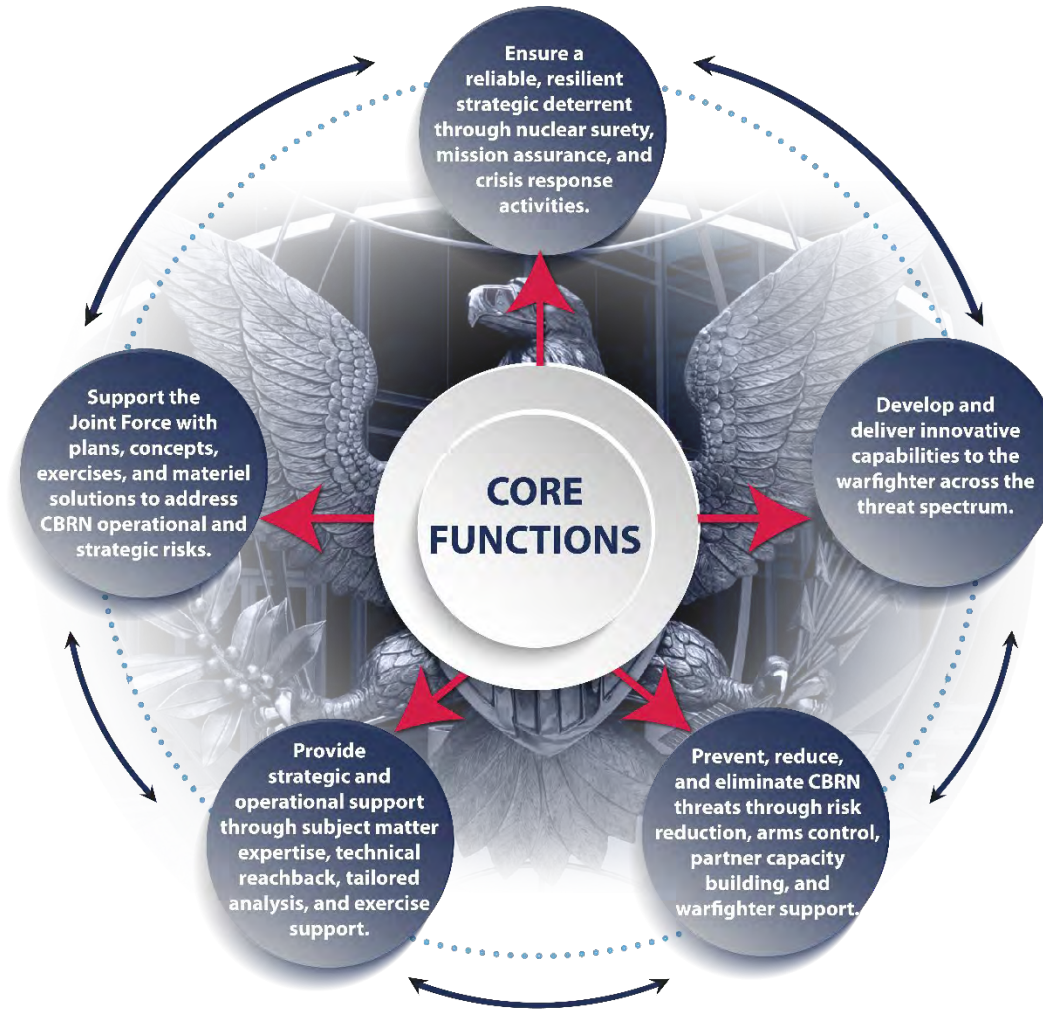 Ensure a
reliable, resilient
strategic deterrent
through nuclear surety,
mission assurance, and
crisis response
activities.
Support the
Joint Force with
plans, concepts,
exercises, and materiel
solutions to address
CBRN operational and
strategic risks.
CORE
FUNCTIONS
Develop and
deliver innovative
capabilities to the
warfighter across the
threat spectrum.
Provide
strategic and
operational support
through subject matter
expertise, technical
reachback, tailored
analysis, and exercise
support.
Prevent, reduce,
and eliminate CBRN
threats through risk
reduction, arms control,
partner capacity
building, and
warfighter support.